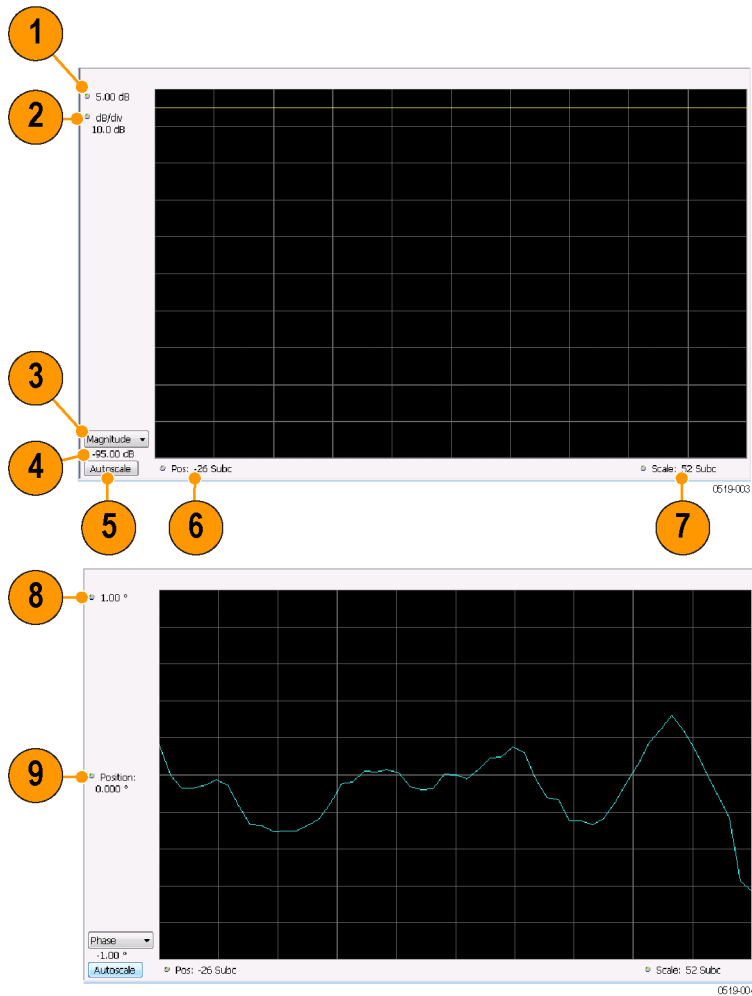 1
5.00 dB
2
dB/div
10.0 dB
3
Magnitude
4
-95.00 dB
Autoscale
Pos: -26 Subc
Scale: 52 Subc
0519-003
5
6
7
8
1.00 °
9
Position:
0.000 °
Phase
-1.00 °
Autoscale
Pos: -26 Subc
Scale: 52 Subc